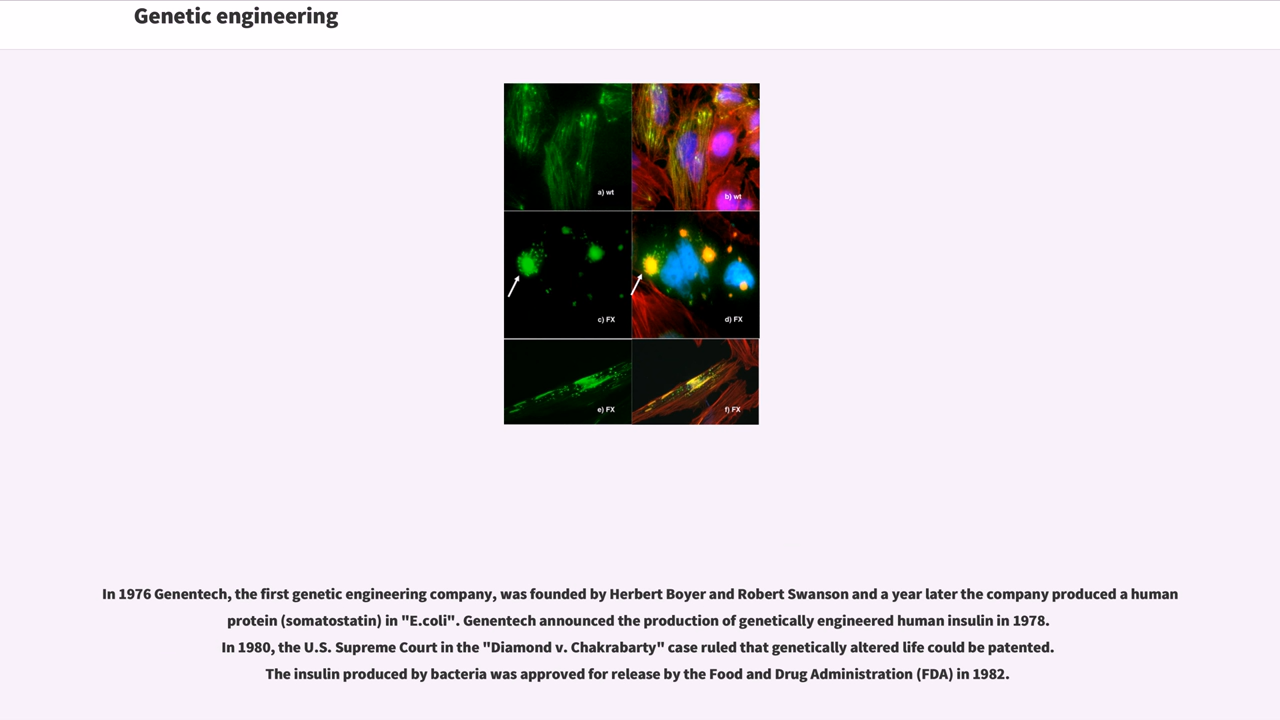 Genetic engineering
a) wt
b) wt
c) FX
d) FX
e) FX
f) FX
In 1976 Genentech, the first genetic engineering company, was founded by Herbert Boyer and Robert Swanson and a year later the company produced a human
protein (somatostatin) in "E.coli". Genentech announced the production of genetically engineered human insulin in 1978.
In 1980, the U.S. Supreme Court in the "Diamond v. Chakrabarty" case ruled that genetically altered life could be patented.
The insulin produced by bacteria was approved for release by the Food and Drug Administration (FDA) in 1982.